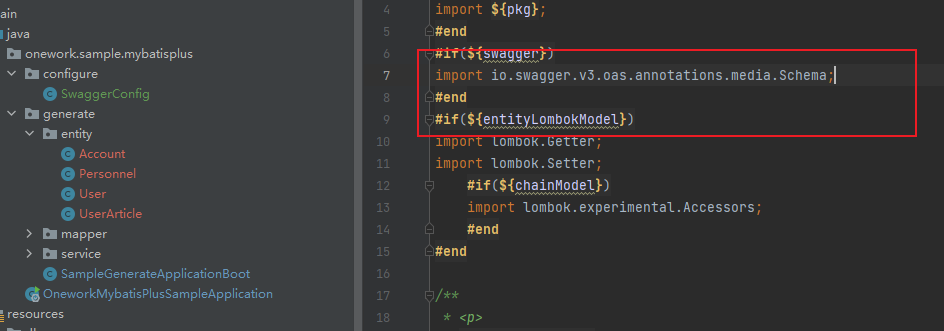 ain
java
onework.sample.mybatisplus
configure
SwaggerConfig
generate
entity
Account
Personnel
User
UserArticle
mapper
service
SampleGenerateApplicationBoot
OneworkMybatisPlusSampleApplication
resources
4 import ${pkg};
5 #end
6 #if(${swagger})
7 import io.swagger.v3.oas.annotations.media.Schema;
8 #end
9 #if(${entityLombokModel})
10 import lombok.Getter;
11 import lombok.Setter;
12 #if(${chainModel})
13 import lombok.experimental.Accessors;
14 #end
15 #end
16
17 /**
18 * <p>